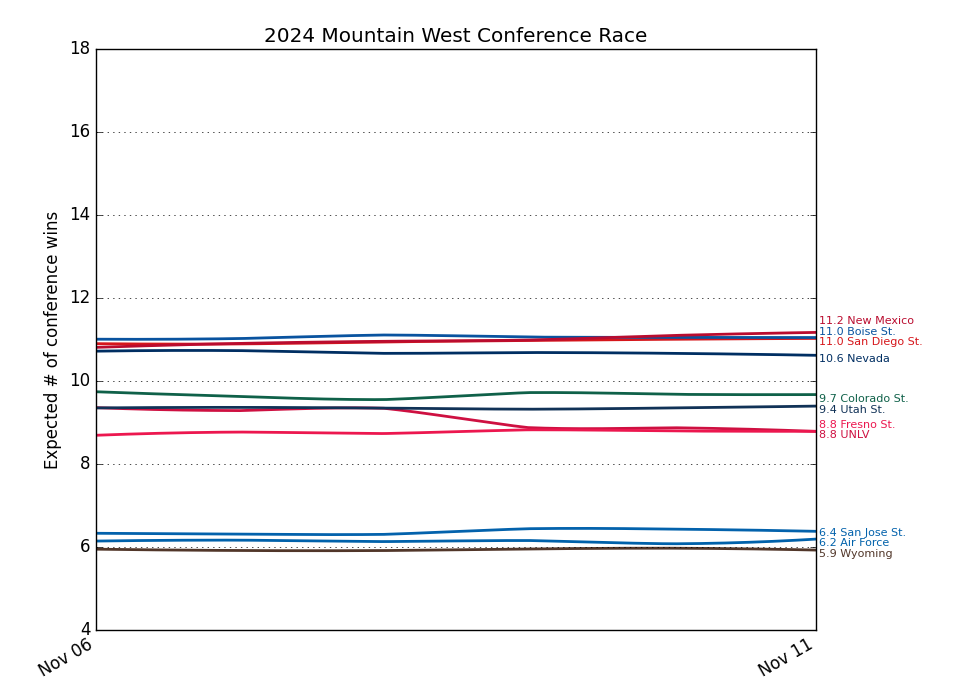 2024 Mountain West Conference Race
Expected # of conference wins
18
16
14
12
10
8
6
4
11.2 New Mexico
11.0 Boise St.
11.0 San Diego St.
10.6 Nevada
9.7 Colorado St.
9.4 Utah St.
8.8 Fresno St.
8.8 UNLV
6.4 San Jose St.
6.2 Air Force
5.9 Wyoming
Nov 06
Nov 11